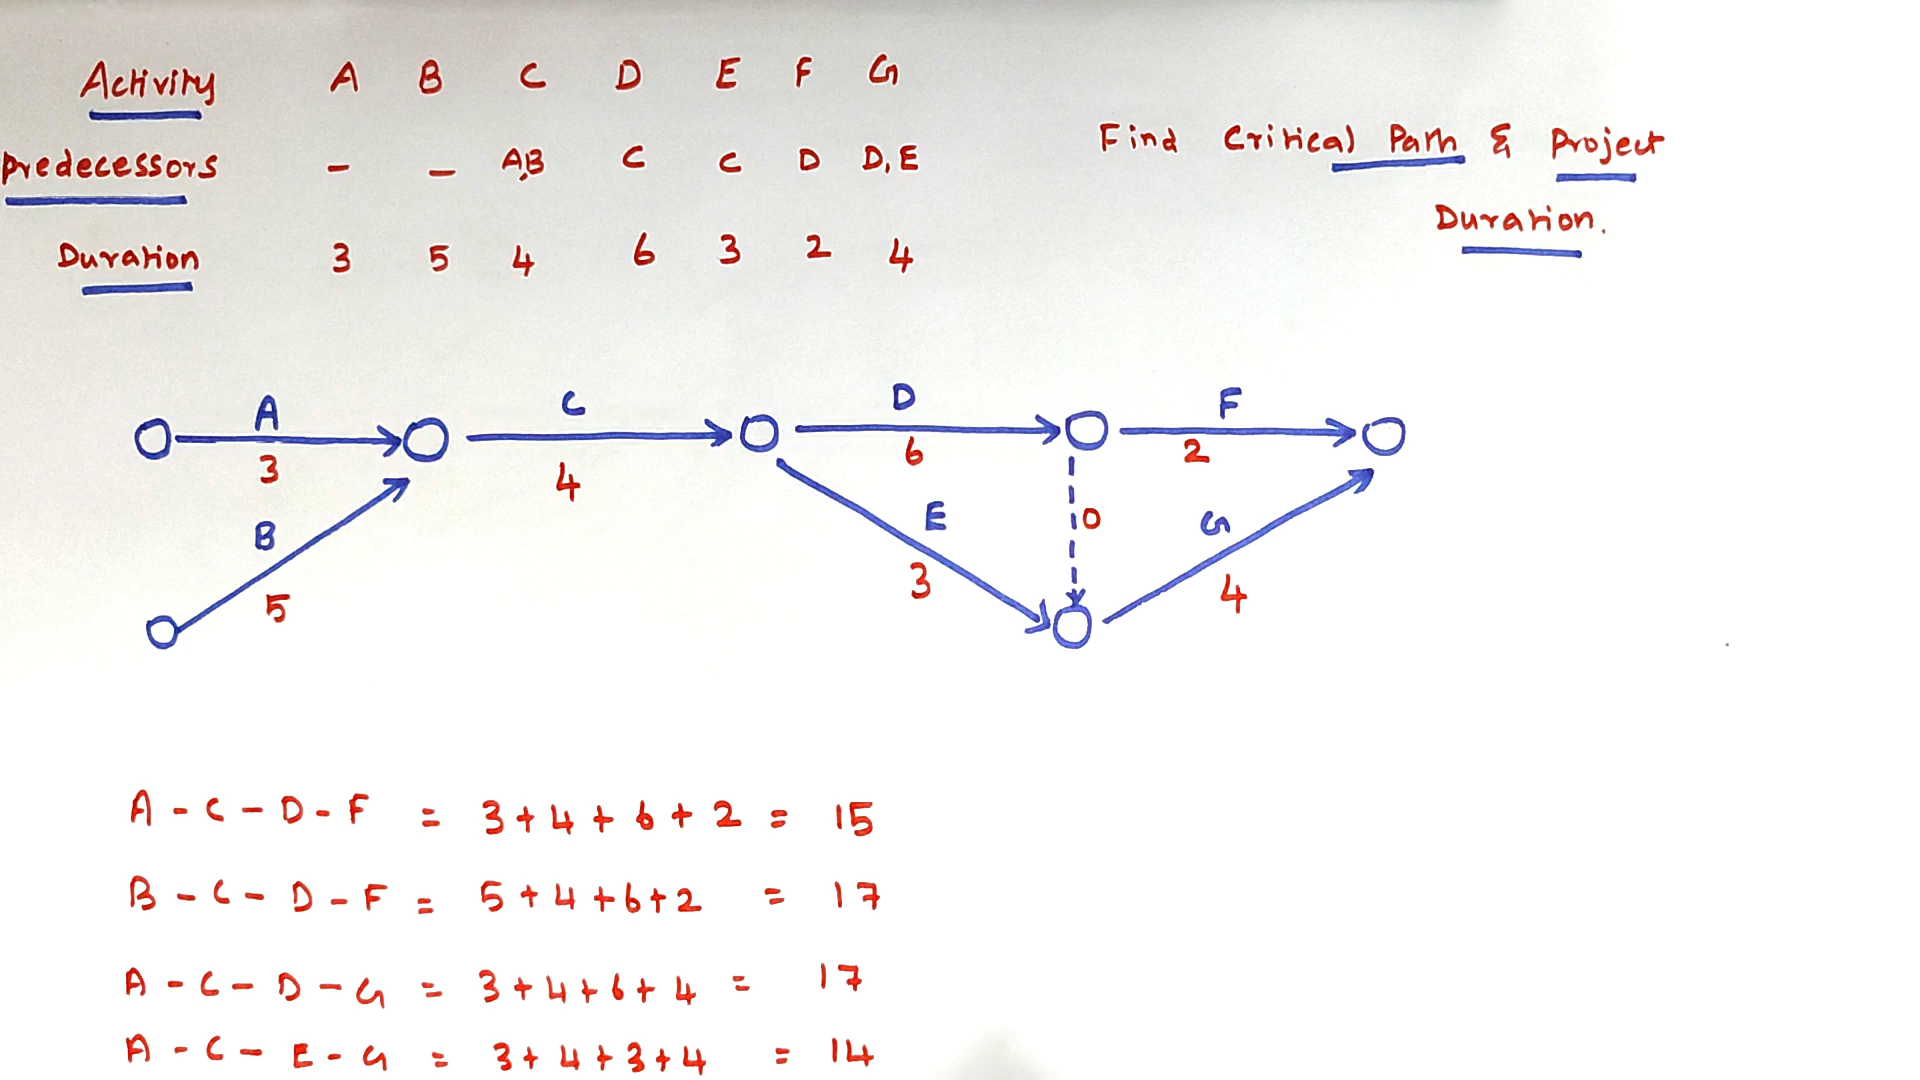 Activity A B C D E F G
Predecessors - - A,B C C D D,E
Duration 3 5 4 6 3 2 4
Find Critical Path & Project
Duration.
A C D F
3 4 6 2
B E 0 G
5 3 4
A - C - D - F = 3 + 4 + 6 + 2 = 15
B - C - D - F = 5 + 4 + 6 + 2 = 17
A - C - D - G = 3 + 4 + 6 + 4 = 17
A - C - E - G = 3 + 4 + 3 + 4 = 14